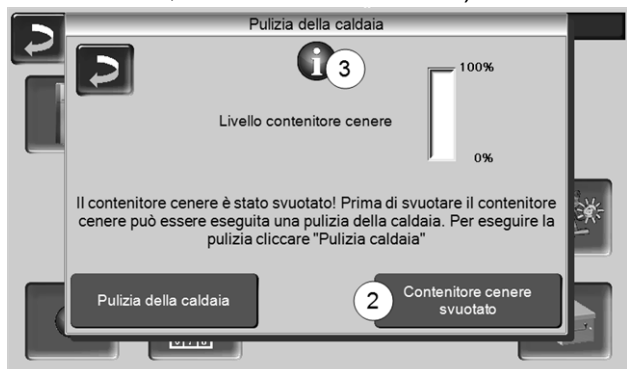 Pulizia della caldaia
3
100%
Livello contenitore cenere
0%
Il contenitore cenere è stato svuotato! Prima di svuotare il contenitore
cenere può essere eseguita una pulizia della caldaia. Per eseguire la
pulizia cliccare "Pulizia caldaia"
Pulizia della caldaia
2
Contenitore cenere
svuotato